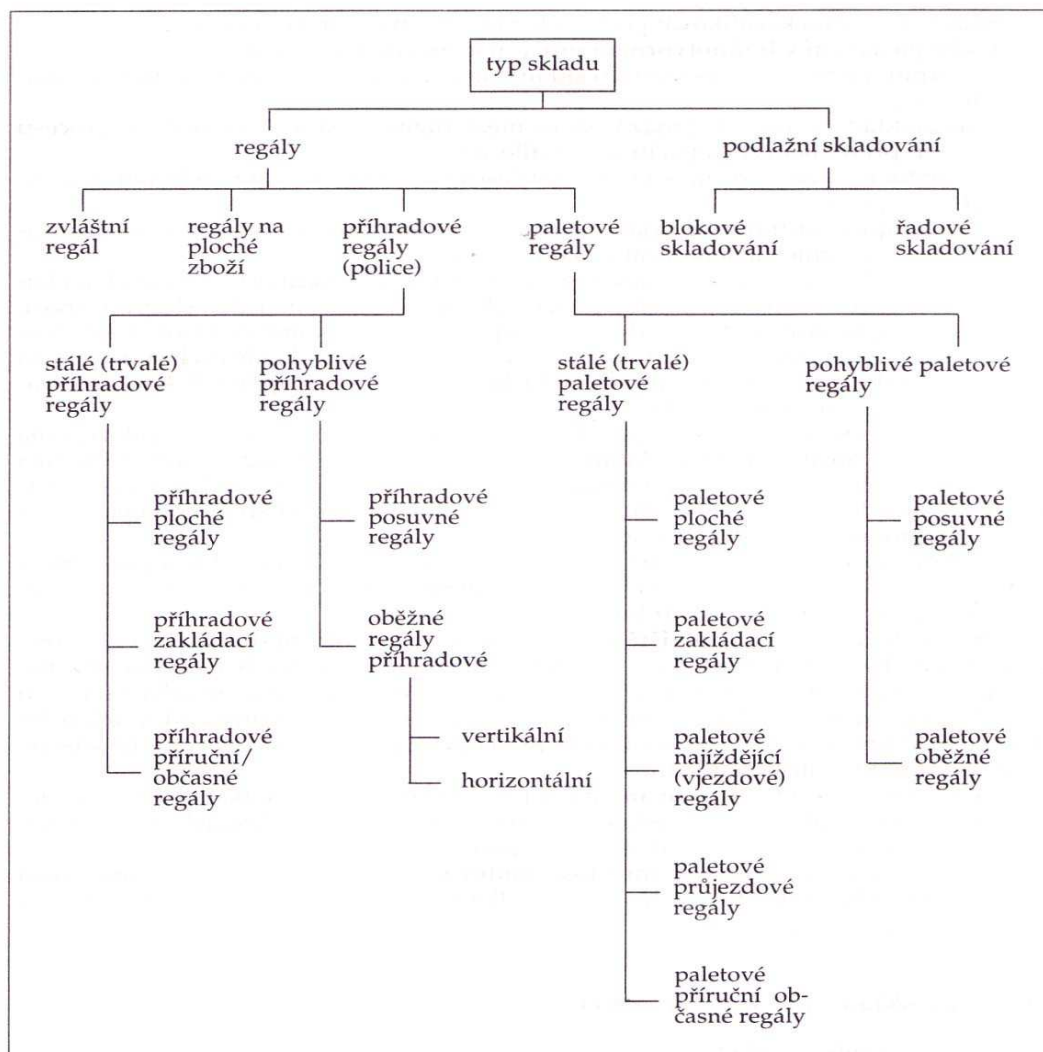 typ skladu
regály
podlažní skladování
zvláštní
regál
regály na
ploché
zboží
příhradové
regály
(police)
paletové
regály
blokové
skladování
řadové
skladování
stálé (trvalé)
příhradové
regály
pohyblivé
příhradové
regály
stálé (trvalé)
paletové
regály
pohyblivé paletové
regály
příhradové
ploché
regály
příhradové
zakládací
regály
příhradové
příruční/
občasné
regály
příhradové
posuvné
regály
oběžné
regály
příhradové
vertikální
horizontální
paletové
ploché
regály
paletové
zakládací
regály
paletové
najíždějící
(vjezdové)
regály
paletové
průjezdové
regály
paletové
příruční ob-
časné regály
paletové
posuvné
regály
paletové
oběžné
regály